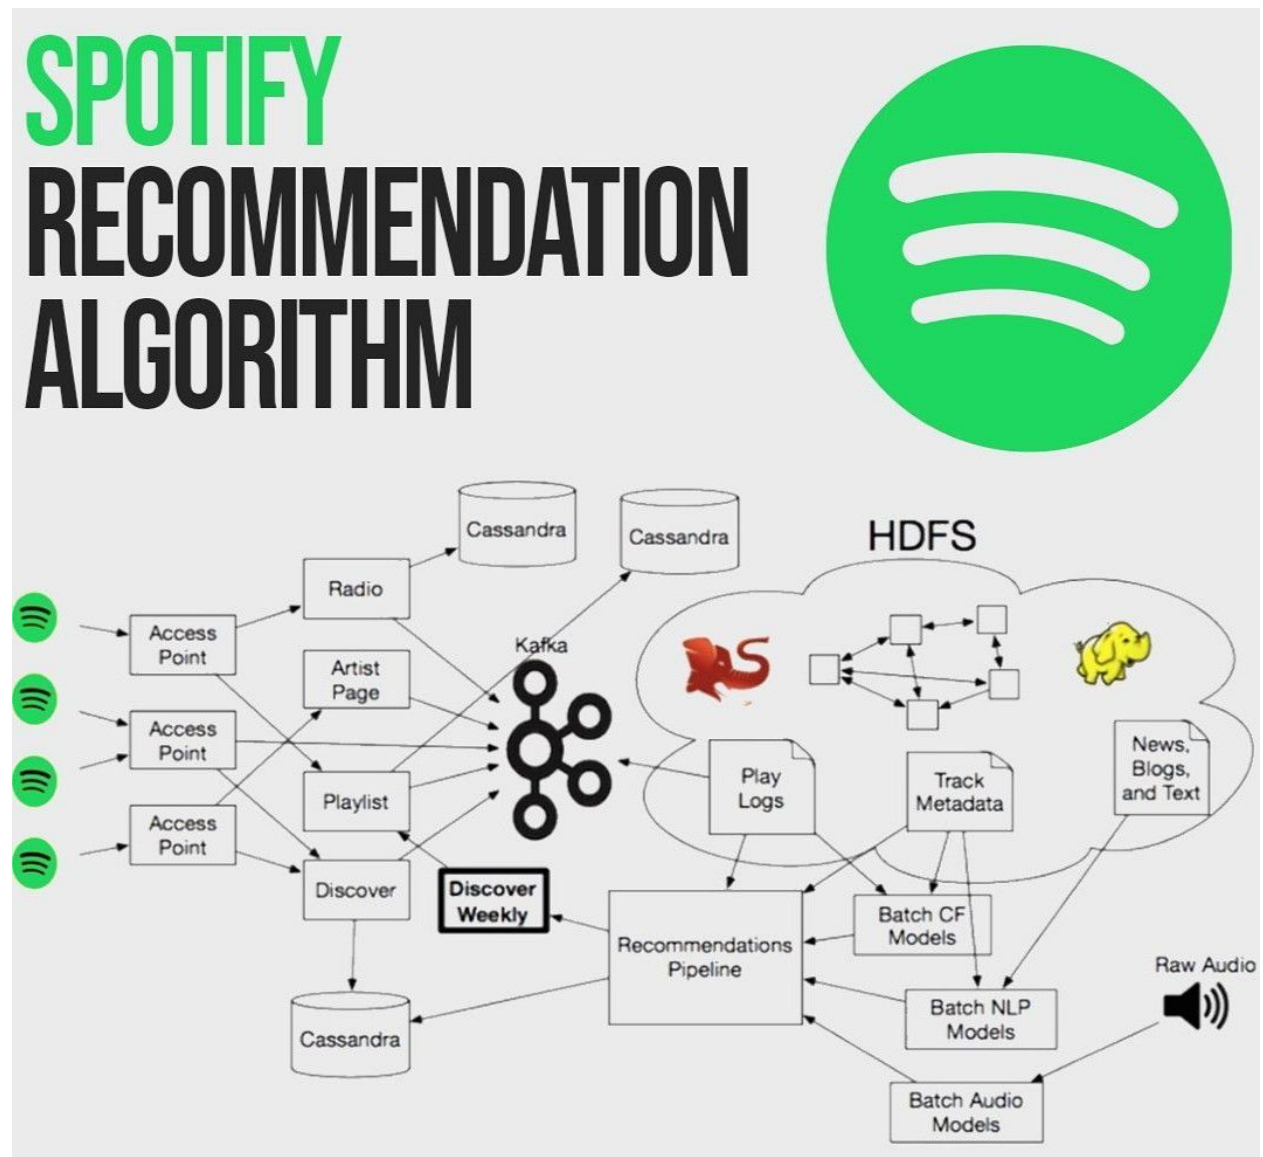 SPOTIFY
RECOMMENDATION
ALGORITHM
Cassandra
Cassandra
HDFS
Radio
Access
Point
Kafka
Artist
Page
Access
Point
News,
Blogs,
and Text
Play
Logs
Track
Metadata
Playlist
Access
Point
Discover
Discover
Weekly
Batch CF
Models
Recommendations
Pipeline
Raw Audio
Batch NLP
Models
Cassandra
Batch Audio
Models